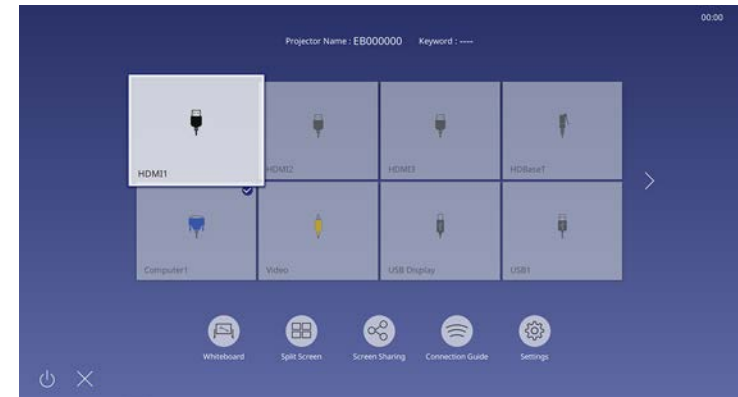 00:00
Projector Name : EB000000 Keyword : ----
HDMI1 HDMI2 HDMI3 HDBaseT
Computer1 Video USB Display USB1
Whiteboard Split Screen Screen Sharing Connection Guide Settings